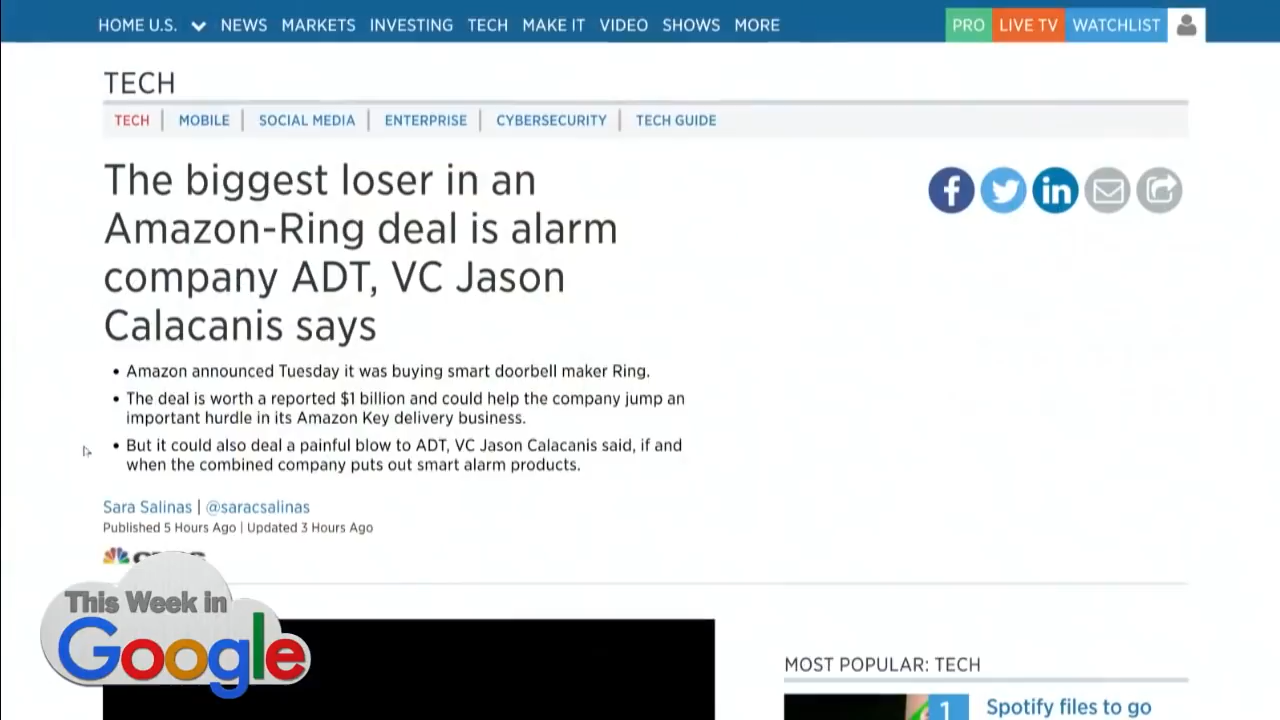 HOME U.S. NEWS MARKETS INVESTING TECH MAKE IT VIDEO SHOWS MORE PRO LIVE TV WATCHLIST
TECH
TECH | MOBILE | SOCIAL MEDIA | ENTERPRISE | CYBERSECURITY | TECH GUIDE
The biggest loser in an
Amazon-Ring deal is alarm
company ADT, VC Jason
Calacanis says
• Amazon announced Tuesday it was buying smart doorbell maker Ring.
• The deal is worth a reported $1 billion and could help the company jump an
important hurdle in its Amazon Key delivery business.
• But it could also deal a painful blow to ADT, VC Jason Calacanis said, if and
when the combined company puts out smart alarm products.
Sara Salinas | @saracsalinas
Published 5 Hours Ago | Updated 3 Hours Ago
This Week in
Google
MOST POPULAR: TECH
1 Spotify files to go